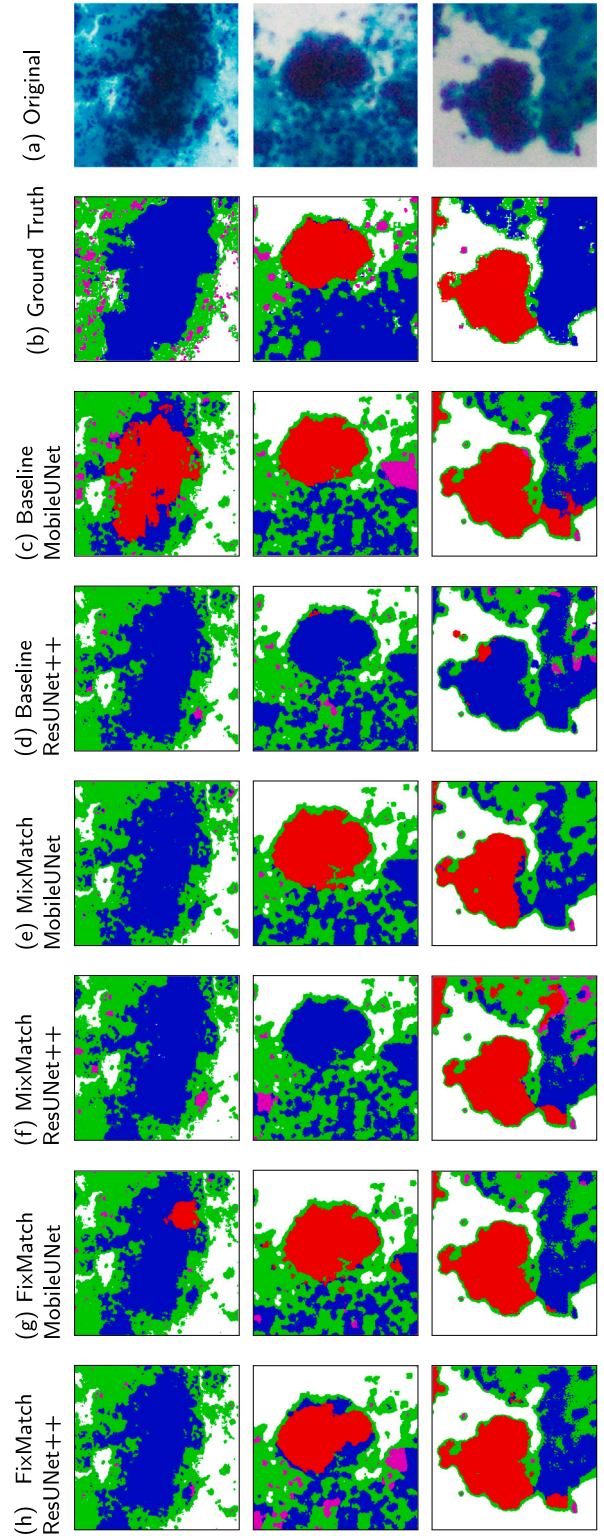 (a) Original
(b) Ground Truth
(c) Baseline
MobileUNet
(d) Baseline
ResUNet++
(e) MixMatch
MobileUNet
(f) MixMatch
ResUNet++
(g) FixMatch
MobileUNet
(h) FixMatch
ResUNet++